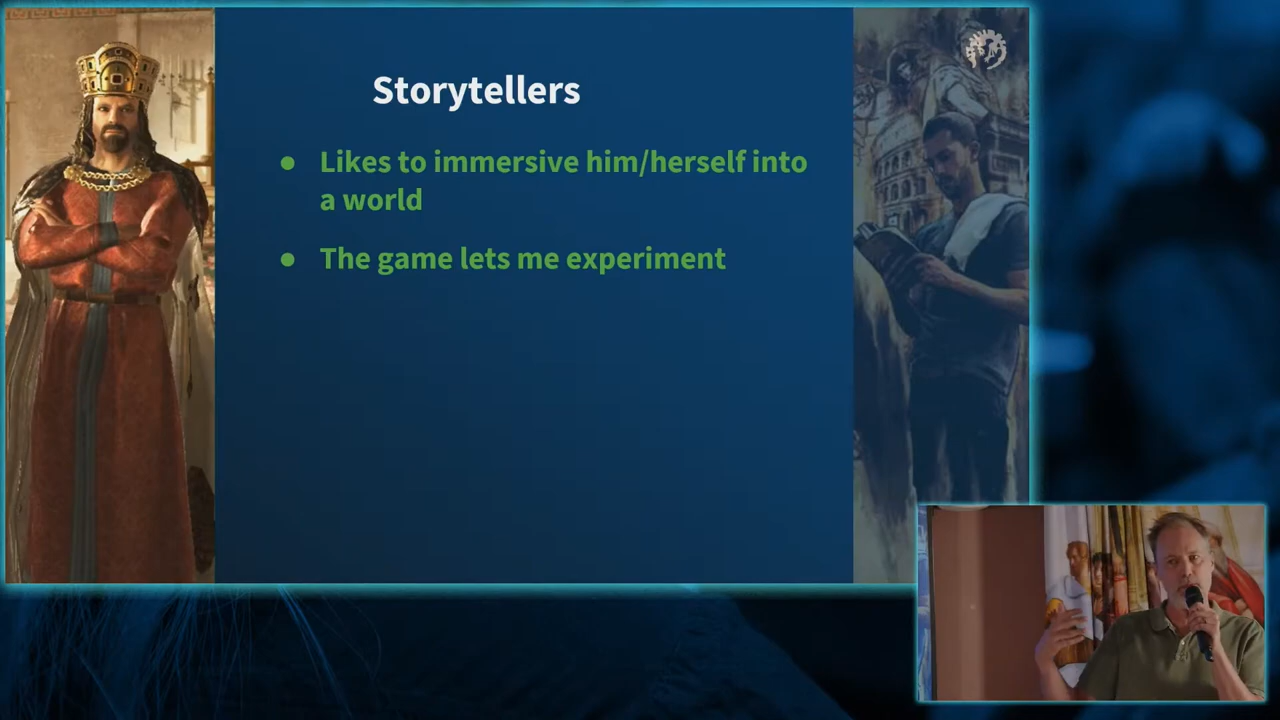 Storytellers
● Likes to immersive him/herself into
a world
● The game lets me experiment